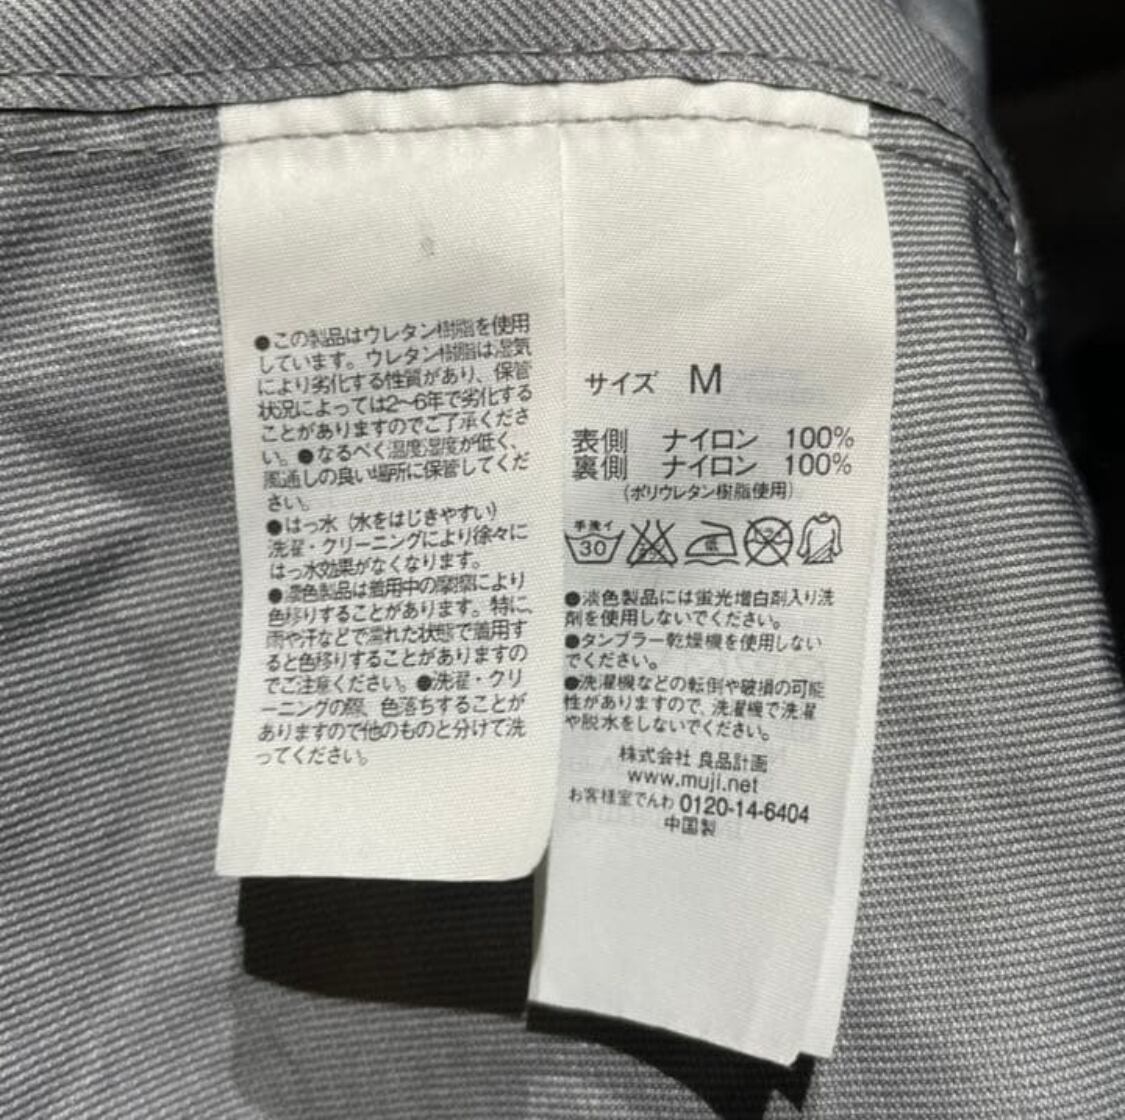 ●この製品はウレタン樹脂を使用
しています。ウレタン樹脂は湿気
により劣化する性質があり、保管
状況によっては2〜6年で劣化する
ことがありますのでご了承くださ
い。●なるべく温度湿度が低く、
風通しの良い場所に保管してくだ
さい。
●はっ水（水をはじきやすい）
洗濯・クリーニングにより徐々に
はっ水効果がなくなります。
●濃色製品は着用中の摩擦により
色移りすることがあります。特に、
雨や汗などで濡れた状態で着用す
ると色移りすることがありますの
でご注意ください。●洗濯・クリ
ーニングの際、色落ちすることが
ありますので他のものと分けて洗
ってください。
サイズ M
表側 ナイロン 100%
裏側 ナイロン 100%
（ポリウレタン樹脂使用）
手洗イ
30 低
●淡色製品には蛍光増白剤入り洗
剤を使用しないでください。
●タンブラー乾燥機を使用しない
でください。
●洗濯機などの転倒や破損の可能
性がありますので、洗濯機で洗濯
や脱水をしないでください。
株式会社 良品計画
www.muji.net
お客様室でんわ 0120-14-6404
中国製